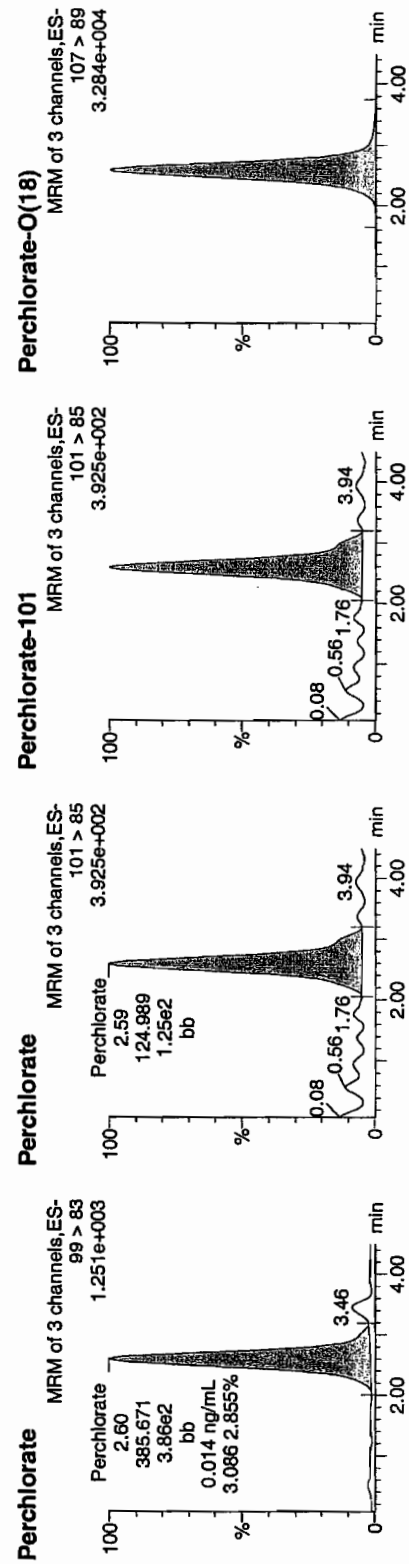 Perchlorate
MRM of 3 channels,ES-
99 > 83
1.251e+003
100
Perchlorate
2.60
385.671
3.86e2
bb
0.014 ng/mL
3.086 2.855%
%
3.46
0
2.00
4.00
min
Perchlorate
MRM of 3 channels,ES-
101 > 85
3.925e+002
100
Perchlorate
2.59
124.989
1.25e2
bb
%
0.08
0.56
1.76
3.94
0
2.00
4.00
min
Perchlorate-101
MRM of 3 channels,ES-
101 > 85
3.925e+002
100
%
0.08
0.56
1.76
3.94
0
2.00
4.00
min
Perchlorate-O(18)
MRM of 3 channels,ES-
107 > 89
3.284e+004
100
%
0
2.00
4.00
min